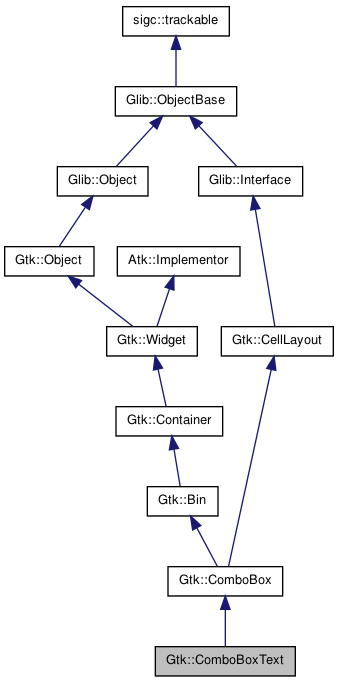 sigc::trackable
Glib::ObjectBase
Glib::Object
Glib::Interface
Gtk::Object
Atk::Implementor
Gtk::Widget
Gtk::CellLayout
Gtk::Container
Gtk::Bin
Gtk::ComboBox
Gtk::ComboBoxText